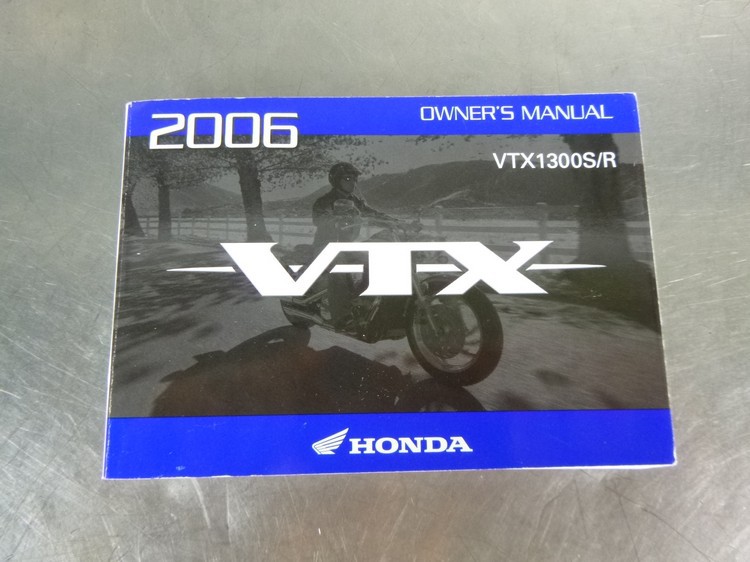 2006
OWNER'S MANUAL
VTX1300S/R
VTX
HONDA